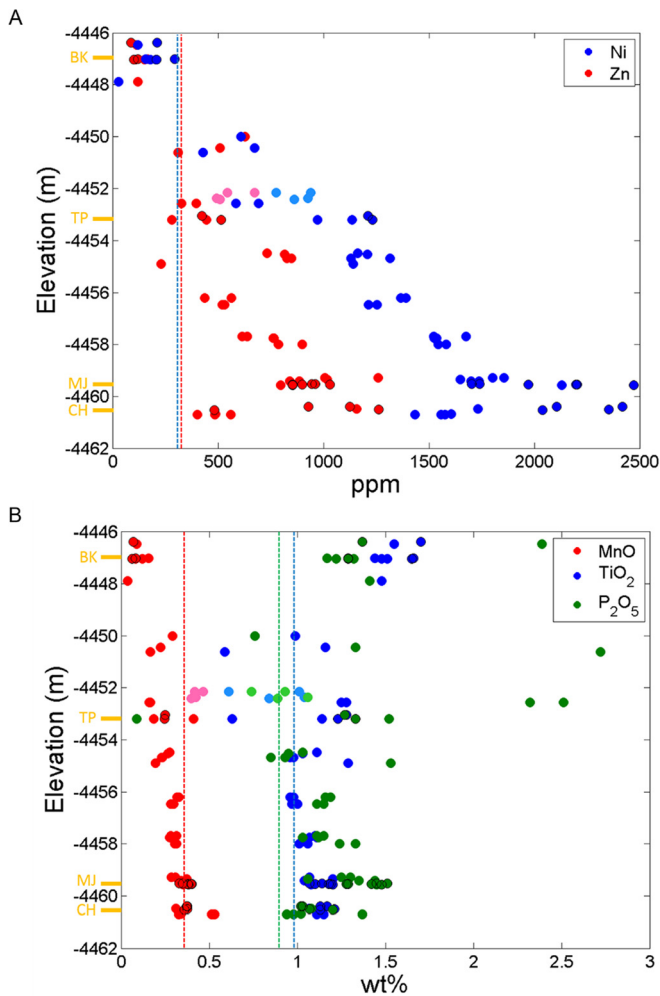 A
-4446
BK
-4448
-4450
-4452
TP
-4454
-4456
-4458
MJ
-4460
CH
-4462
Elevation (m)
Ni
Zn
0 500 1000 1500 2000 2500
ppm
B
-4446
BK
-4448
-4450
-4452
TP
-4454
-4456
-4458
MJ
-4460
CH
-4462
Elevation (m)
MnO
TiO₂
P₂O₅
0 0.5 1 1.5 2 2.5 3
wt%